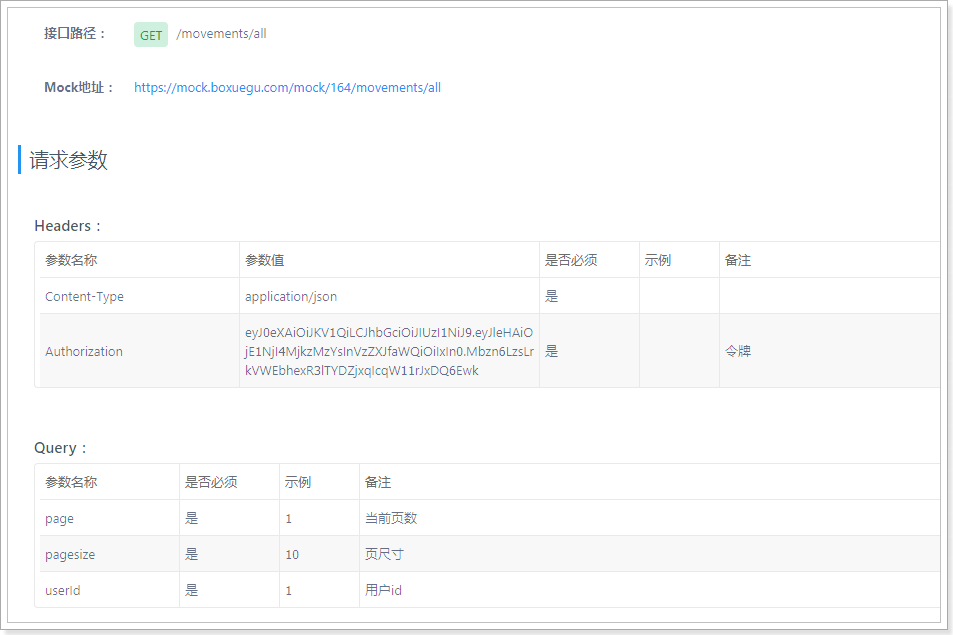 接口路径： GET /movements/all
Mock地址： https://mock.boxuegu.com/mock/164/movements/all
请求参数
Headers：
参数名称 参数值 是否必须 示例 备注
Content-Type application/json 是
Authorization eyJ0eXAiOiJKV1QiLCJhbGciOiJIUzI1NiJ9.eyJleHAiO 是 令牌
jE1NjI4MjkzMzYsInVzZXJfaWQiOiIxIn0.Mbzn6LzsLr
kVWEbhexR3lTYDZjxqIcqW11rJxDQ6Ewk
Query：
参数名称 是否必须 示例 备注
page 是 1 当前页数
pagesize 是 10 页尺寸
userId 是 1 用户id